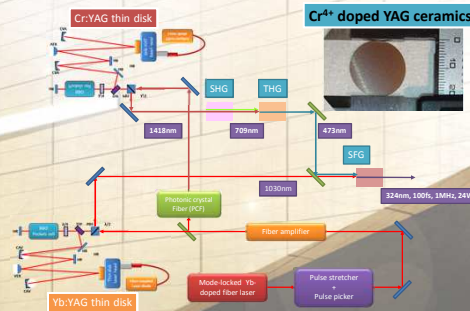 Cr:YAG thin disk
Cr⁴⁺ doped YAG ceramics
SHG
THG
1418nm
709nm
473nm
SFG
Photonic crystal
Fiber (PCF)
1030nm
324nm, 100fs, 1MHz, 24W
Fiber amplifier
Mode-locked Yb-
doped fiber laser
Pulse stretcher
+
Pulse picker
Yb:YAG thin disk